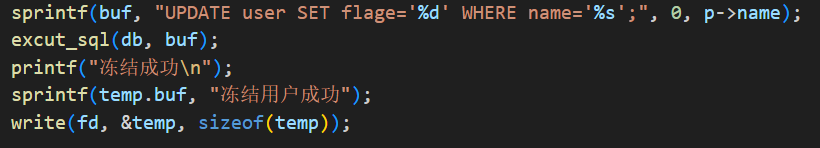 sprintf(buf, "UPDATE user SET flage='%d' WHERE name='%s';", 0, p->name);
excut_sql(db, buf);
printf("冻结成功\n");
sprintf(temp.buf, "冻结用户成功");
write(fd, &temp, sizeof(temp));